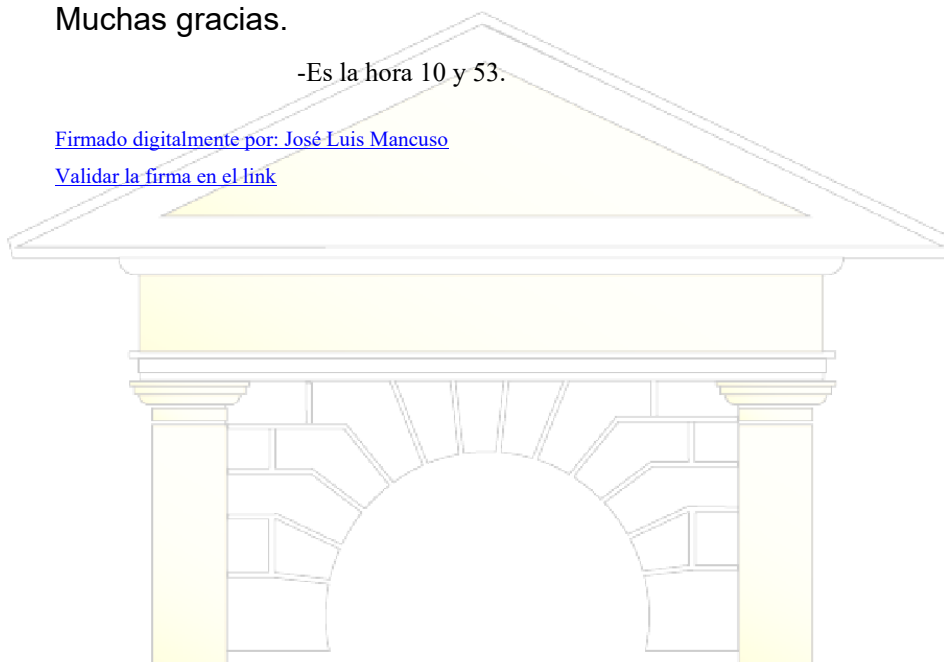 Muchas gracias.
-Es la hora 10 y 53.
Firmado digitalmente por: José Luis Mancuso
Validar la firma en el link